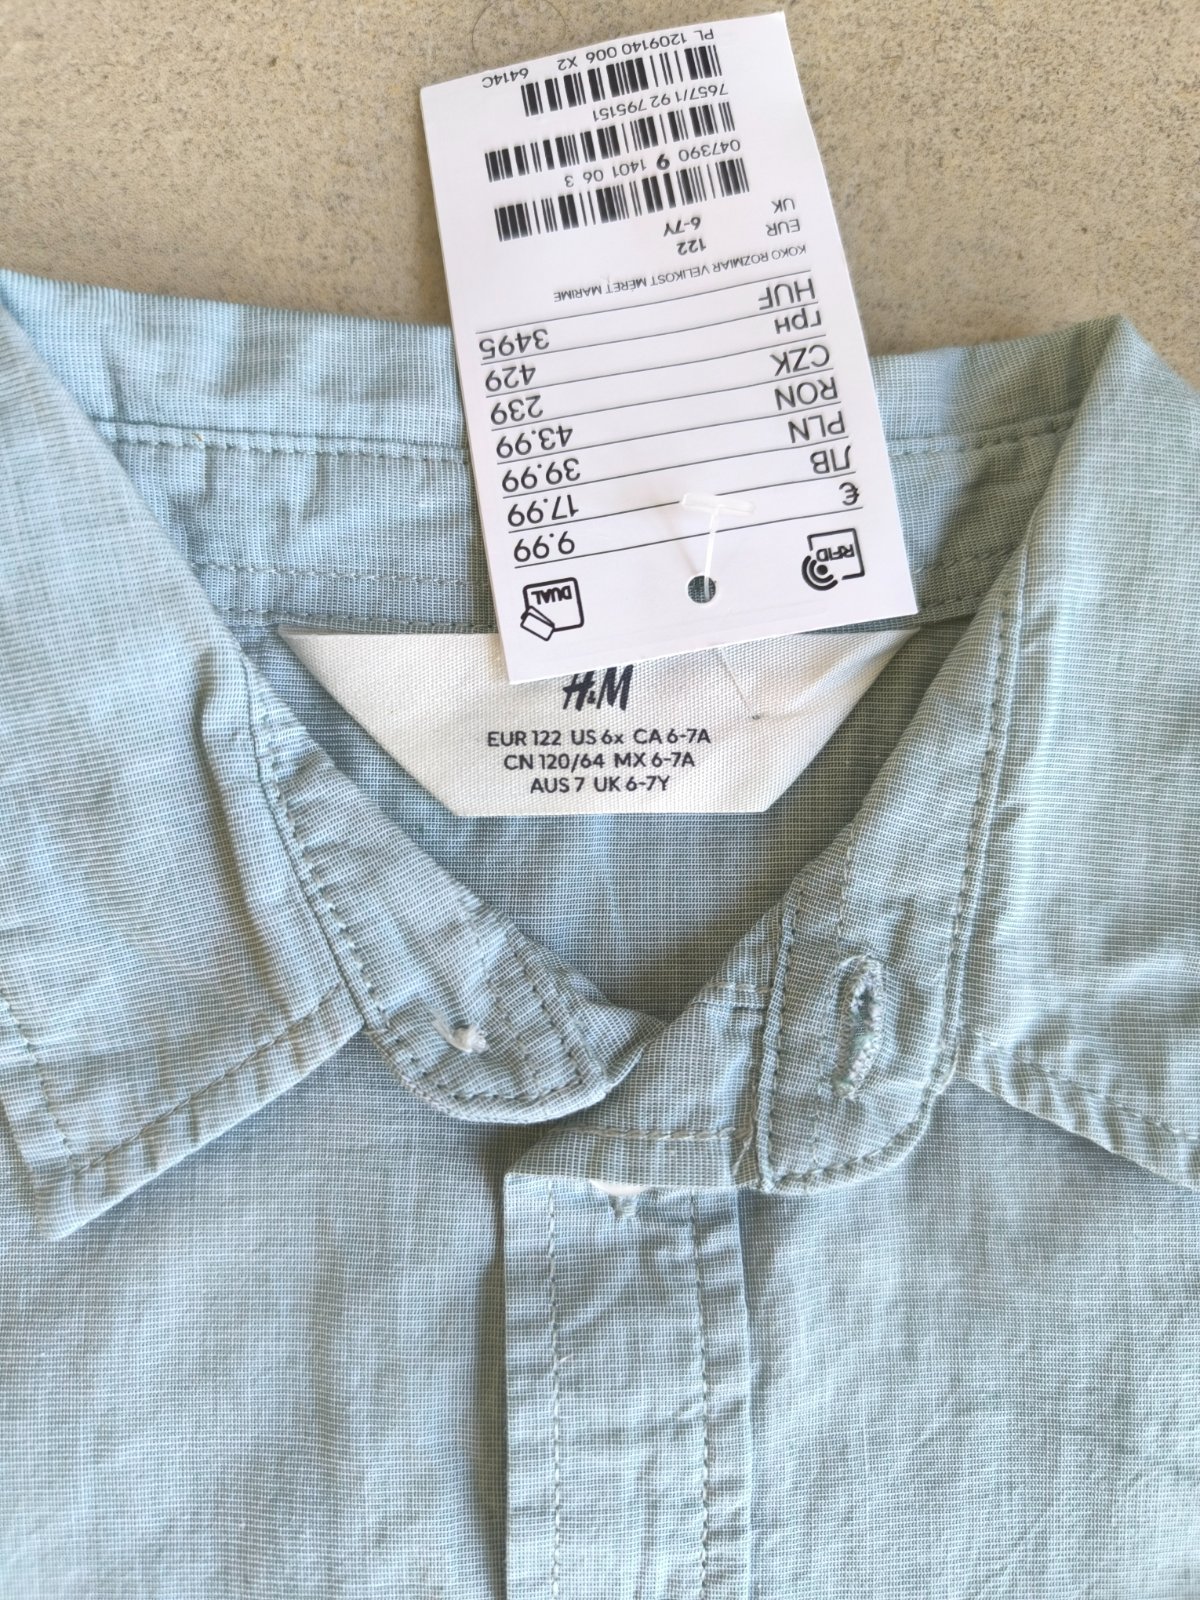 RFID DUAL
€ 9.99
ЛВ 17.99
PLN 39.99
RON 43.99
CZK 239
грн 429
HUF 3495
KOKO ROZMIAR VELIKOST MÉRET MARIME
EUR 122
UK 6-7Y
047390 9 1401 06 3
7657/1 92 795151
PL 1209140 006 X2 6414C
H&M
EUR 122 US 6x CA 6-7A
CN 120/64 MX 6-7A
AUS 7 UK 6-7Y